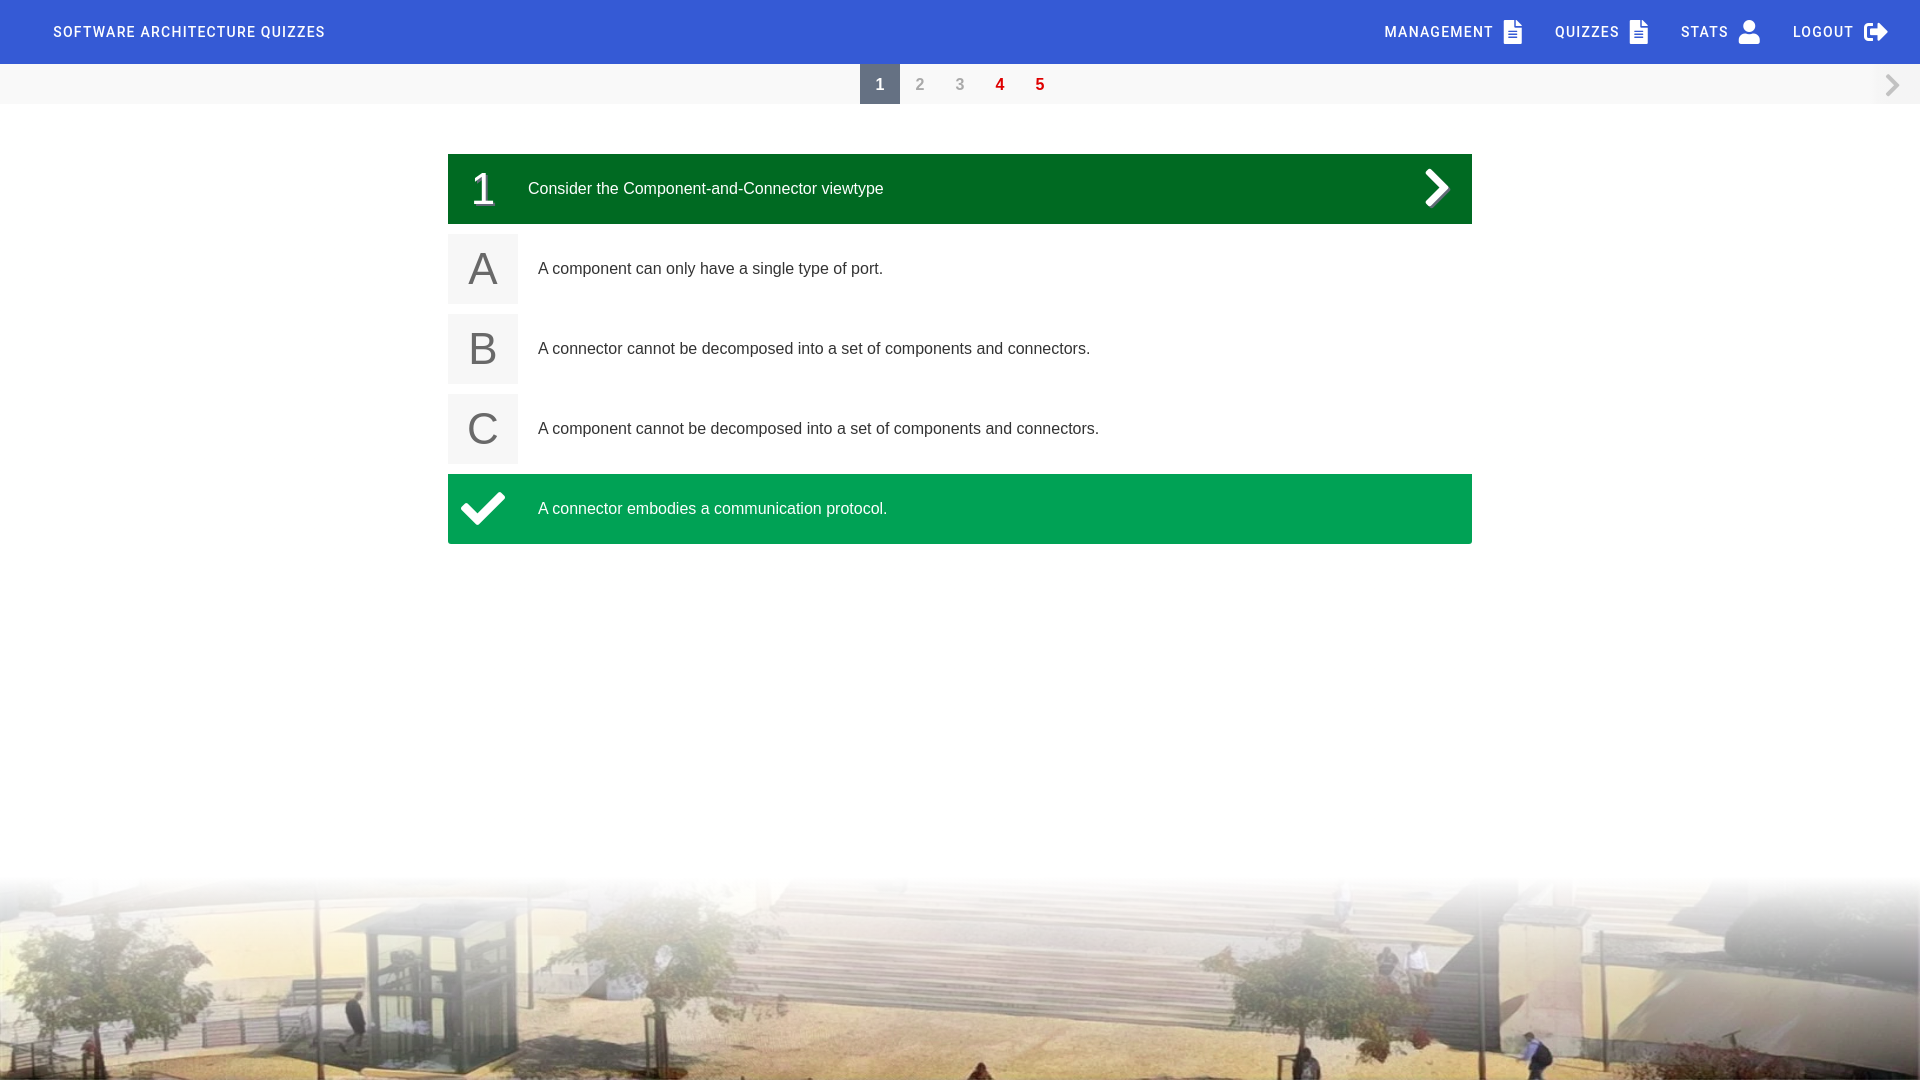 SOFTWARE ARCHITECTURE QUIZZES
MANAGEMENT
QUIZZES
STATS
LOGOUT
1 2 3 4 5
1 Consider the Component-and-Connector viewtype
A A component can only have a single type of port.
B A connector cannot be decomposed into a set of components and connectors.
C A component cannot be decomposed into a set of components and connectors.
A connector embodies a communication protocol.